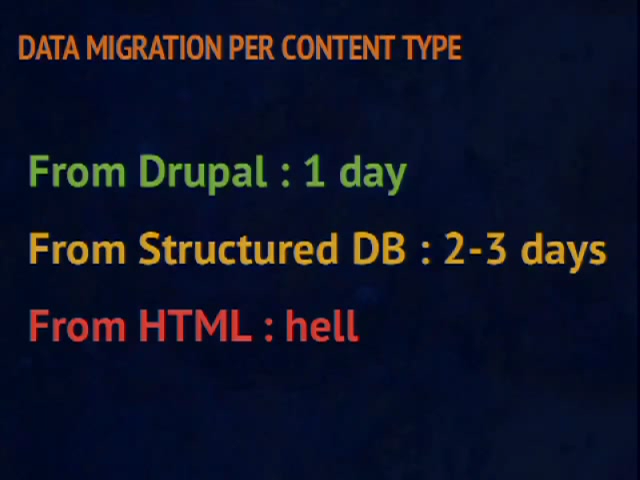 DATA MIGRATION PER CONTENT TYPE
From Drupal : 1 day
From Structured DB : 2-3 days
From HTML : hell